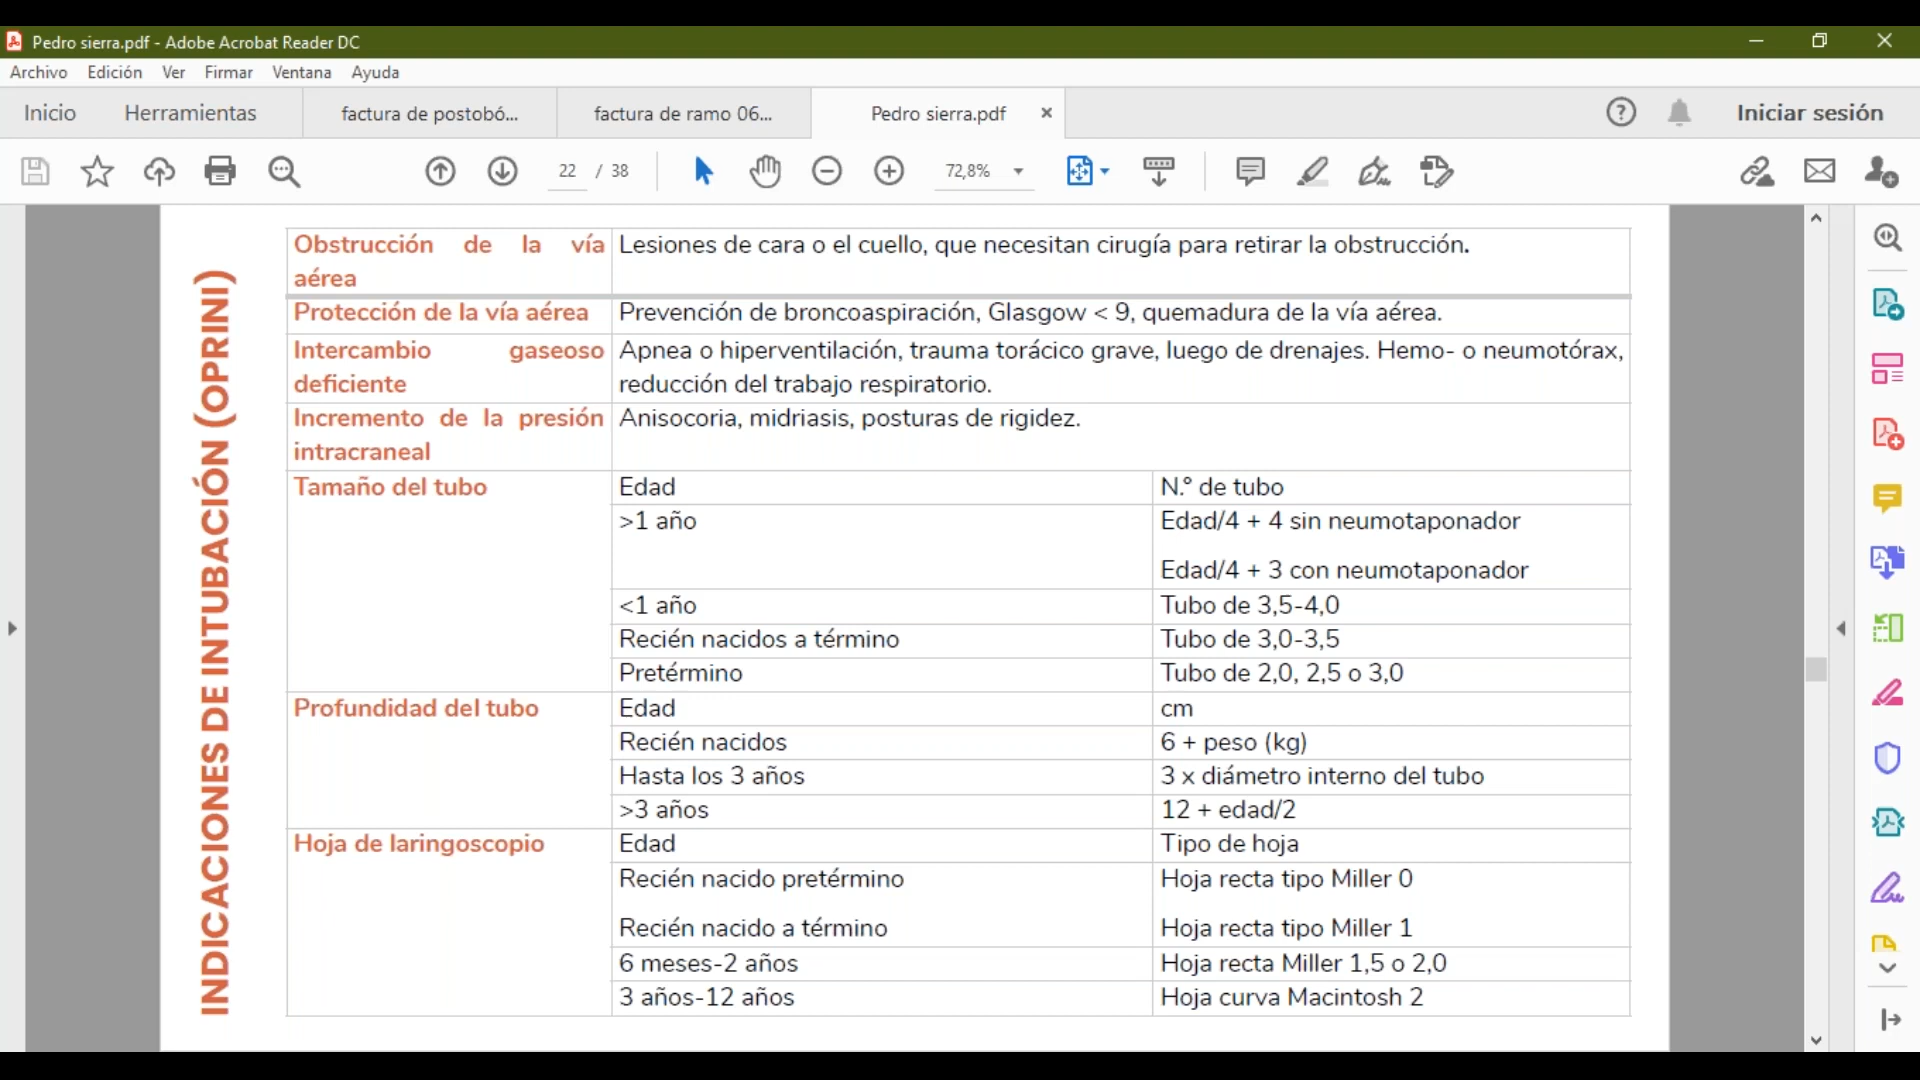 Pedro sierra.pdf - Adobe Acrobat Reader DC
Archivo Edición Ver Firmar Ventana Ayuda
Inicio Herramientas factura de postobó... factura de ramo 06... Pedro sierra.pdf Iniciar sesión
22 / 38 72,8%
INDICACIONES DE INTUBACIÓN (OPRINI)
Obstrucción de la vía Lesiones de cara o el cuello, que necesitan cirugía para retirar la obstrucción.
aérea
Protección de la vía aérea Prevención de broncoaspiración, Glasgow < 9, quemadura de la vía aérea.
Intercambio gaseoso Apnea o hiperventilación, trauma torácico grave, luego de drenajes. Hemo- o neumotórax,
deficiente reducción del trabajo respiratorio.
Incremento de la presión Anisocoria, midriasis, posturas de rigidez.
intracraneal
Tamaño del tubo Edad N.º de tubo
>1 año Edad/4 + 4 sin neumotaponador
Edad/4 + 3 con neumotaponador
<1 año Tubo de 3,5-4,0
Recién nacidos a término Tubo de 3,0-3,5
Pretérmino Tubo de 2,0, 2,5 o 3,0
Profundidad del tubo Edad cm
Recién nacidos 6 + peso (kg)
Hasta los 3 años 3 x diámetro interno del tubo
>3 años 12 + edad/2
Hoja de laringoscopio Edad Tipo de hoja
Recién nacido pretérmino Hoja recta tipo Miller 0
Recién nacido a término Hoja recta tipo Miller 1
6 meses-2 años Hoja recta Miller 1,5 o 2,0
3 años-12 años Hoja curva Macintosh 2